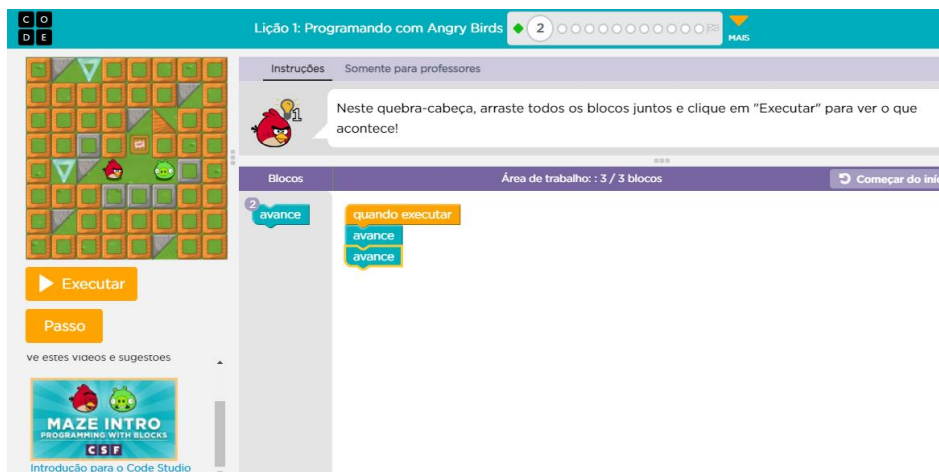 C O
D E
Lição 1: Programando com Angry Birds
2
MAIS
Instruções Somente para professores
1
Neste quebra-cabeça, arraste todos os blocos juntos e clique em "Executar" para ver o que
acontece!
Blocos
Área de trabalho: : 3 / 3 blocos
Começar do iní
2
avance
quando executar
avance
avance
Executar
Passo
ve estes vídeos e sugestões
MAZE INTRO
PROGRAMMING WITH BLOCKS
C S F
Introdução para o Code Studio